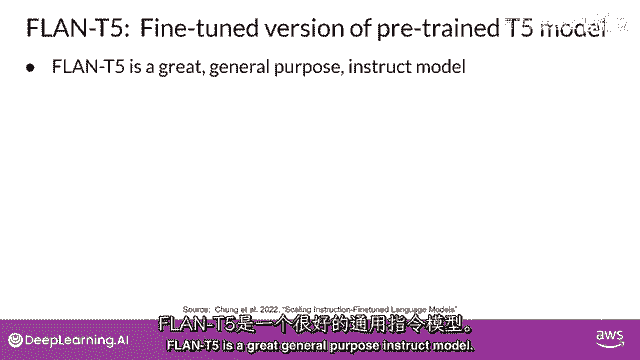 FLAN-T5: Fine-tuned version of pre-trained T5 model
● FLAN-T5 is a great, general purpose, instruct model
Source: Chung et al. 2022, "Scaling Instruction-Finetuned Language Models"
FLAN-T5是一个很好的通用指令模型。
FLAN-T5 is a great general purpose instruct model.
DeepLearning.AI
aws